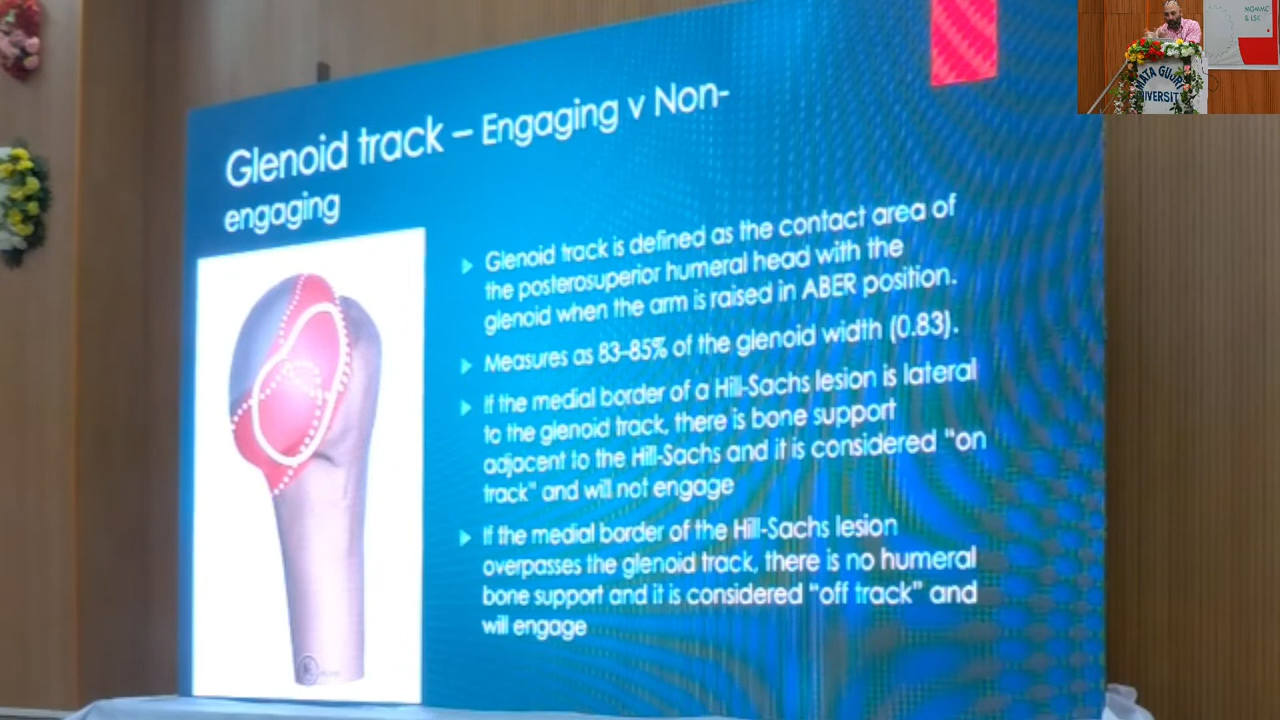 Glenoid track – Engaging v Non-
engaging
Glenoid track is defined as the contact area of
the posterosuperior humeral head with the
glenoid when the arm is raised in ABER position.
Measures as 83–85% of the glenoid width (0.83).
If the medial border of a Hill-Sachs lesion is lateral
to the glenoid track, there is bone support
adjacent to the Hill-Sachs and it is considered "on
track" and will not engage
If the medial border of the Hill-Sachs lesion
overpasses the glenoid track, there is no humeral
bone support and it is considered "off track" and
will engage
MGMMC
& LSK
MATA GUJRI